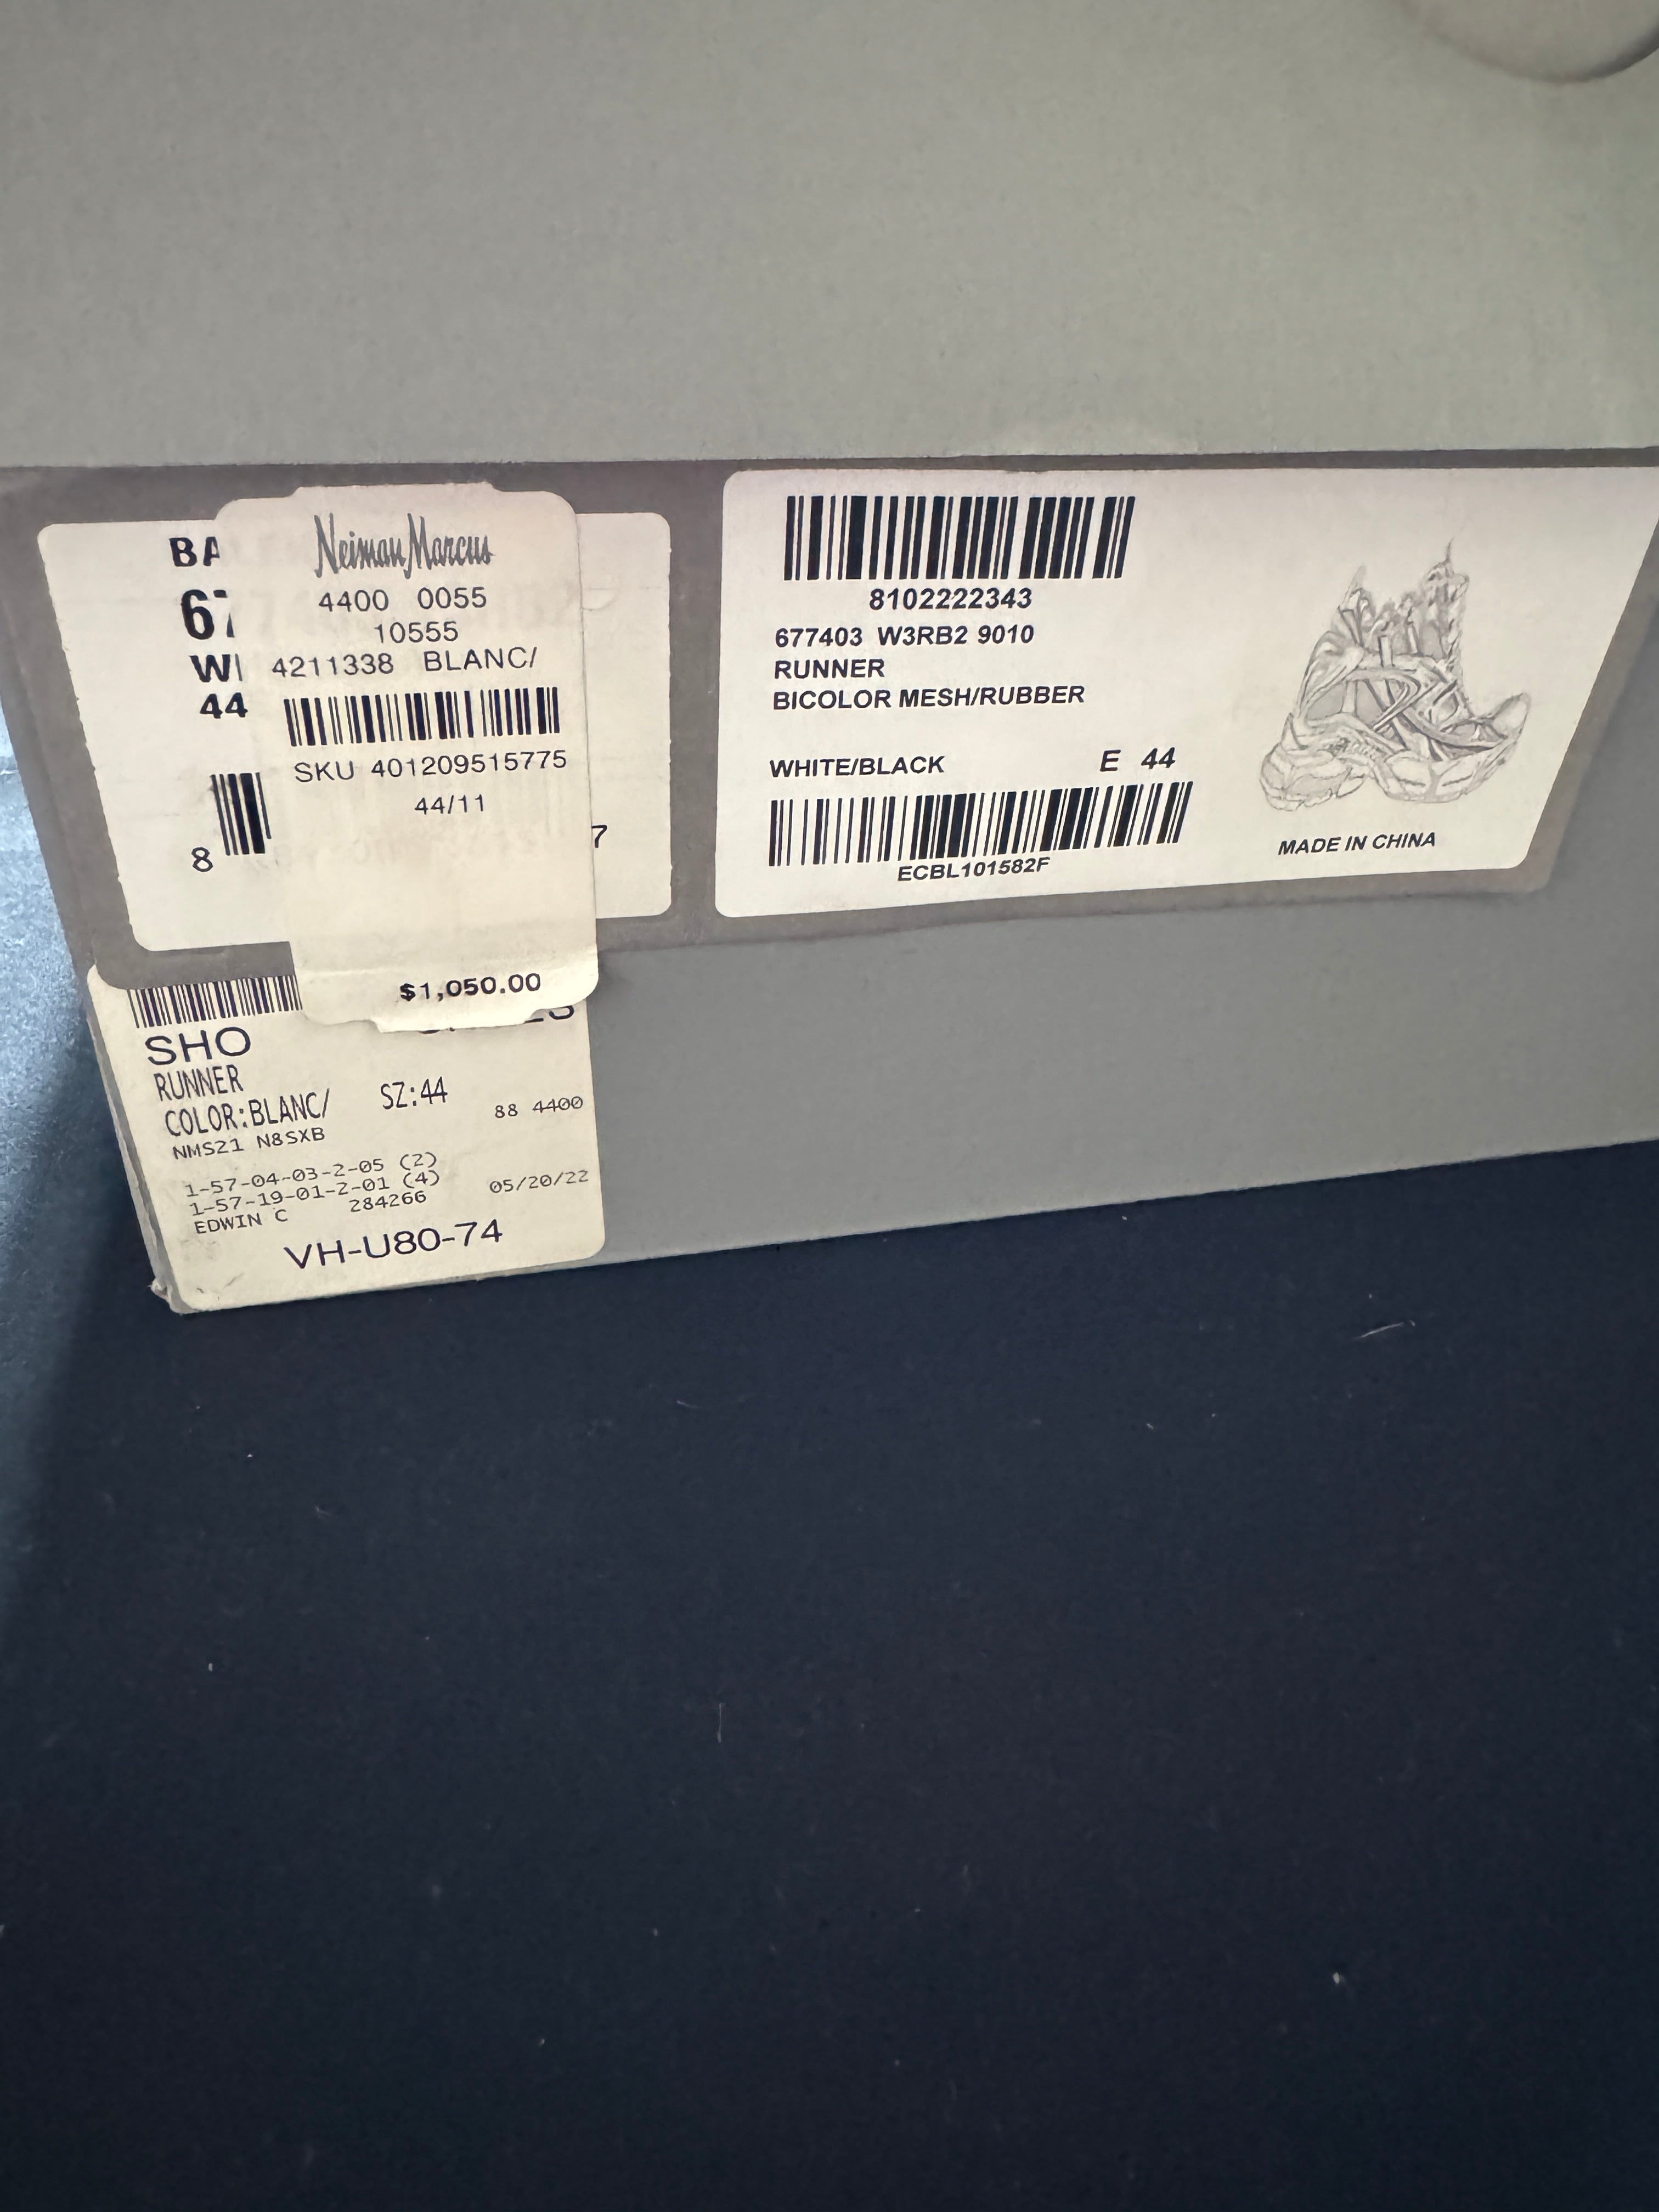 BA
67
WI
44
8
7
Neiman Marcus
4400 0055
10555
4211338 BLANC/
SKU 401209515775
44/11
$1,050.00
8102222343
677403 W3RB2 9010
RUNNER
BICOLOR MESH/RUBBER
WHITE/BLACK E 44
ECBL101582F
MADE IN CHINA
SHO
RUNNER
COLOR:BLANC/ SZ:44
NMS21 N8SXB 88 4400
1-57-04-03-2-05 (2)
1-57-19-01-2-01 (4) 05/20/22
EDWIN C 284266
VH-U80-74